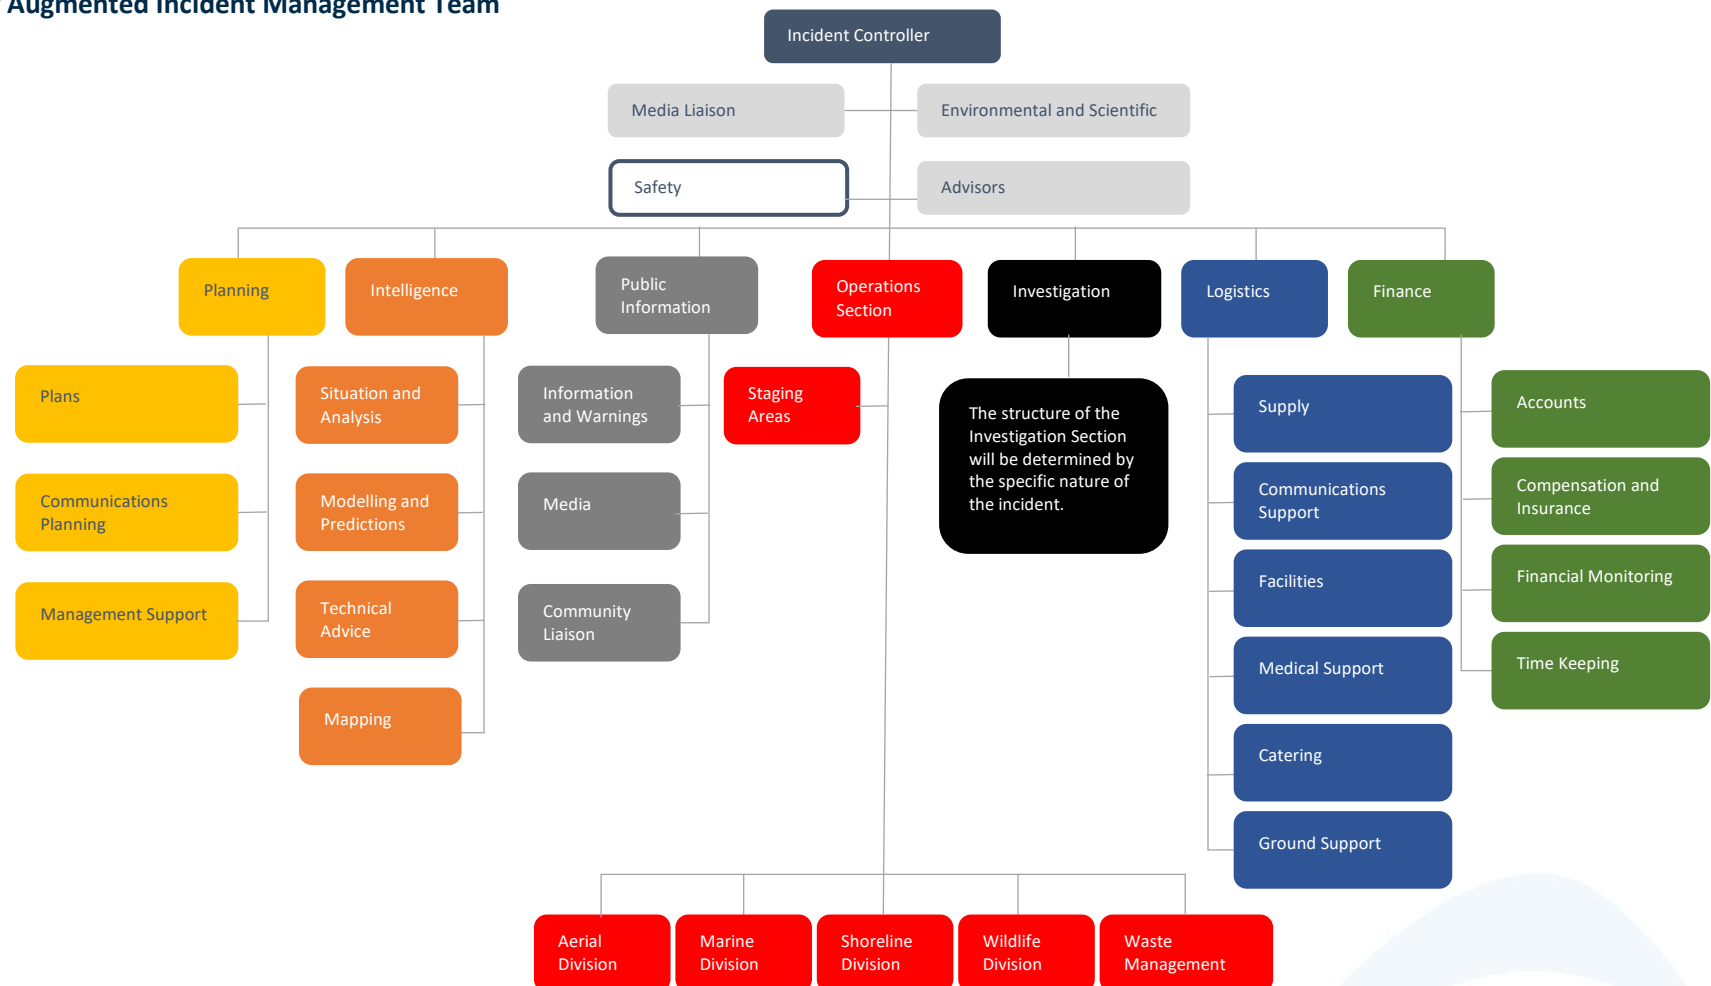 Augmented Incident Management Team
Incident Controller
Media Liaison
Environmental and Scientific
Safety
Advisors
Planning
Intelligence
Public
Information
Operations
Section
Investigation
Logistics
Finance
Plans
Communications
Planning
Management Support
Situation and
Analysis
Modelling and
Predictions
Technical
Advice
Mapping
Information
and Warnings
Media
Community
Liaison
Staging
Areas
The structure of the
Investigation Section
will be determined by
the specific nature of
the incident.
Supply
Communications
Support
Facilities
Medical Support
Catering
Ground Support
Accounts
Compensation and
Insurance
Financial Monitoring
Time Keeping
Aerial
Division
Marine
Division
Shoreline
Division
Wildlife
Division
Waste
Management